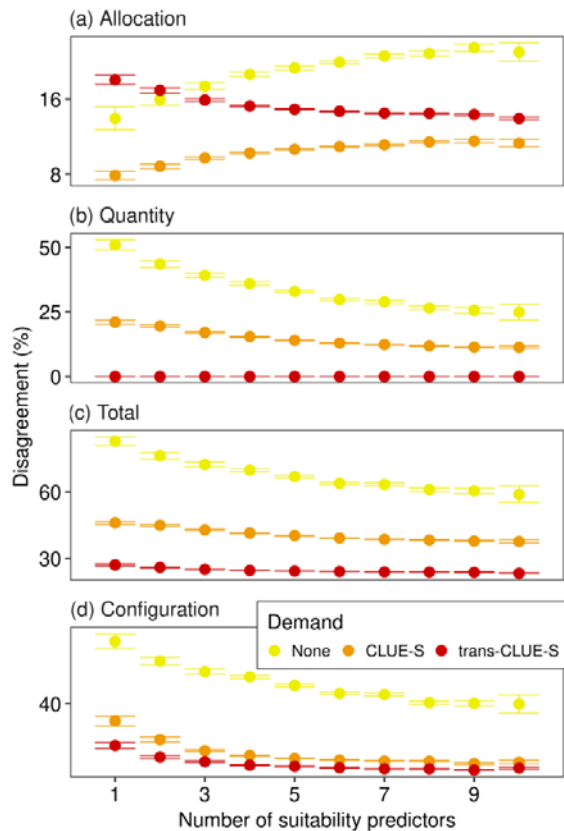 (a) Allocation
16
8
(b) Quantity
50
25
0
(c) Total
60
30
(d) Configuration
Demand
None CLUE-S trans-CLUE-S
40
1 3 5 7 9
Number of suitability predictors
Disagreement (%)